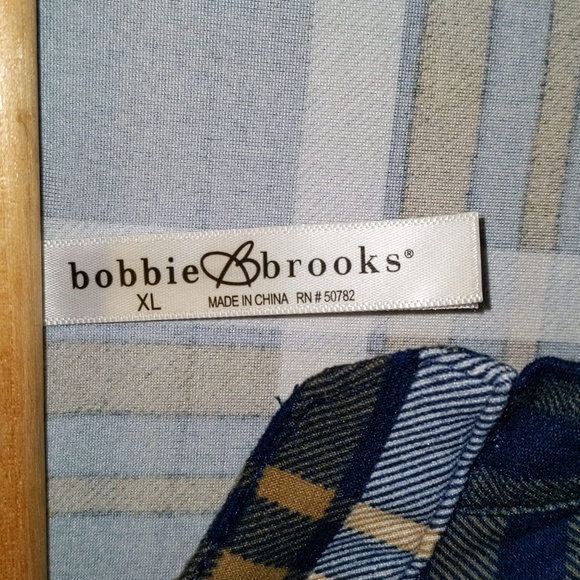 bobbie brooks®
XL MADE IN CHINA RN # 50782